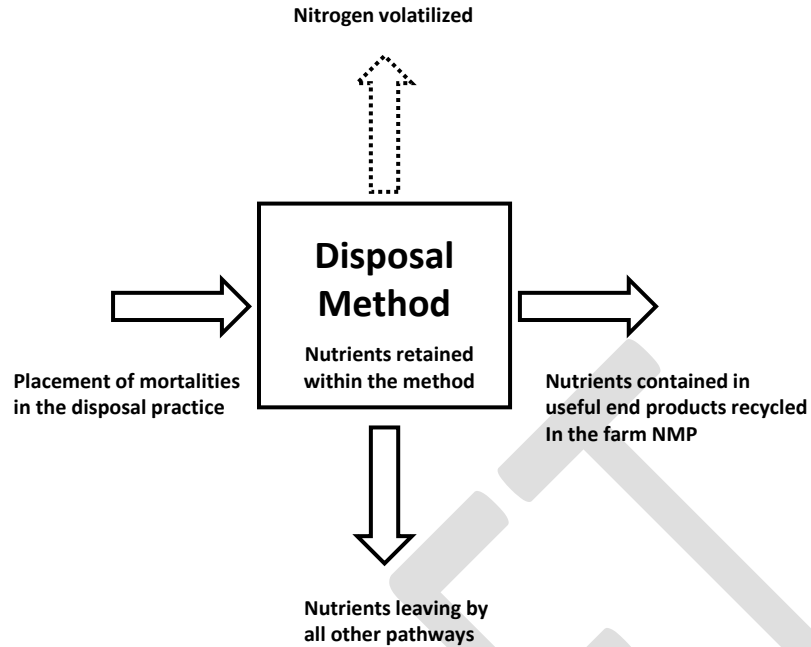 Nitrogen volatilized
Disposal
Method
Nutrients retained
within the method
Placement of mortalities
in the disposal practice
Nutrients contained in
useful end products recycled
In the farm NMP
Nutrients leaving by
all other pathways